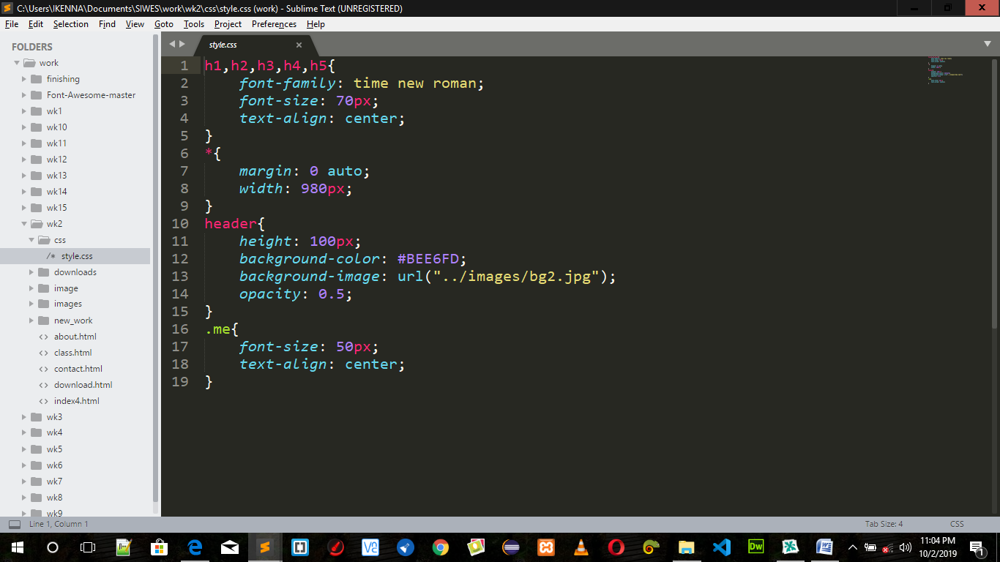 C:\Users\IKENNA\Documents\SIWES\work\wk2\css\style.css (work) - Sublime Text (UNREGISTERED)
File Edit Selection Find View Goto Tools Project Preferences Help
FOLDERS
work
finishing
Font-Awesome-master
wk1
wk10
wk11
wk12
wk13
wk14
wk15
wk2
css
/* style.css
downloads
image
images
new_work
<> about.html
<> class.html
<> contact.html
<> download.html
<> index4.html
wk3
wk4
wk5
wk6
wk7
wk8
wk9
style.css
1 h1,h2,h3,h4,h5{
2     font-family: time new roman;
3     font-size: 70px;
4     text-align: center;
5 }
6 *{
7     margin: 0 auto;
8     width: 980px;
9 }
10 header{
11     height: 100px;
12     background-color: #BEE6FD;
13     background-image: url("../images/bg2.jpg");
14     opacity: 0.5;
15 }
16 .me{
17     font-size: 50px;
18     text-align: center;
19 }
Line 1, Column 1 Tab Size: 4 CSS
Dw
11:04 PM
10/2/2019
1